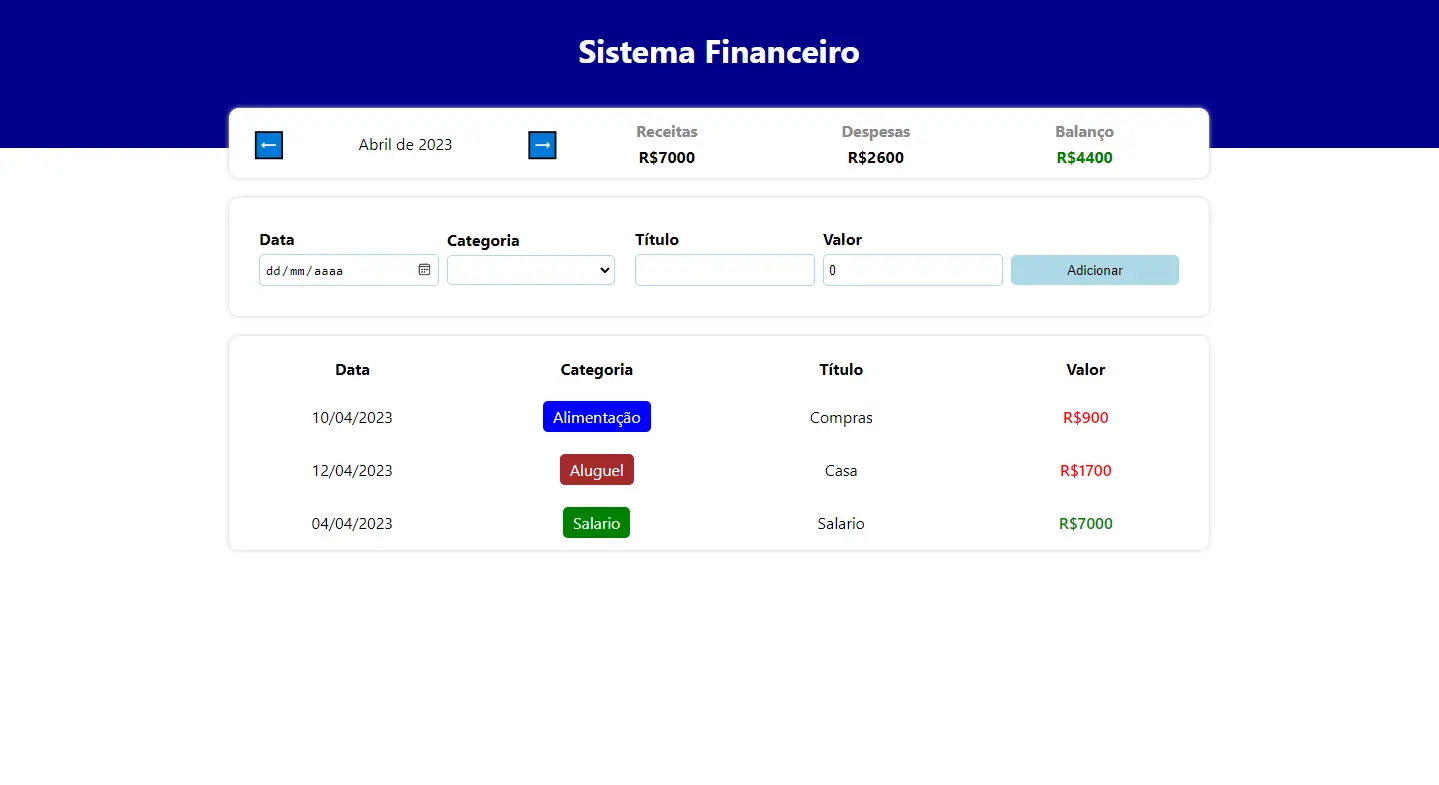 Sistema Financeiro
← Abril de 2023 → Receitas Despesas Balanço
R$7000 R$2600 R$4400
Data Categoria Título Valor
dd/mm/aaaa 0 Adicionar
Data Categoria Título Valor
10/04/2023 Alimentação Compras R$900
12/04/2023 Aluguel Casa R$1700
04/04/2023 Salario Salario R$7000